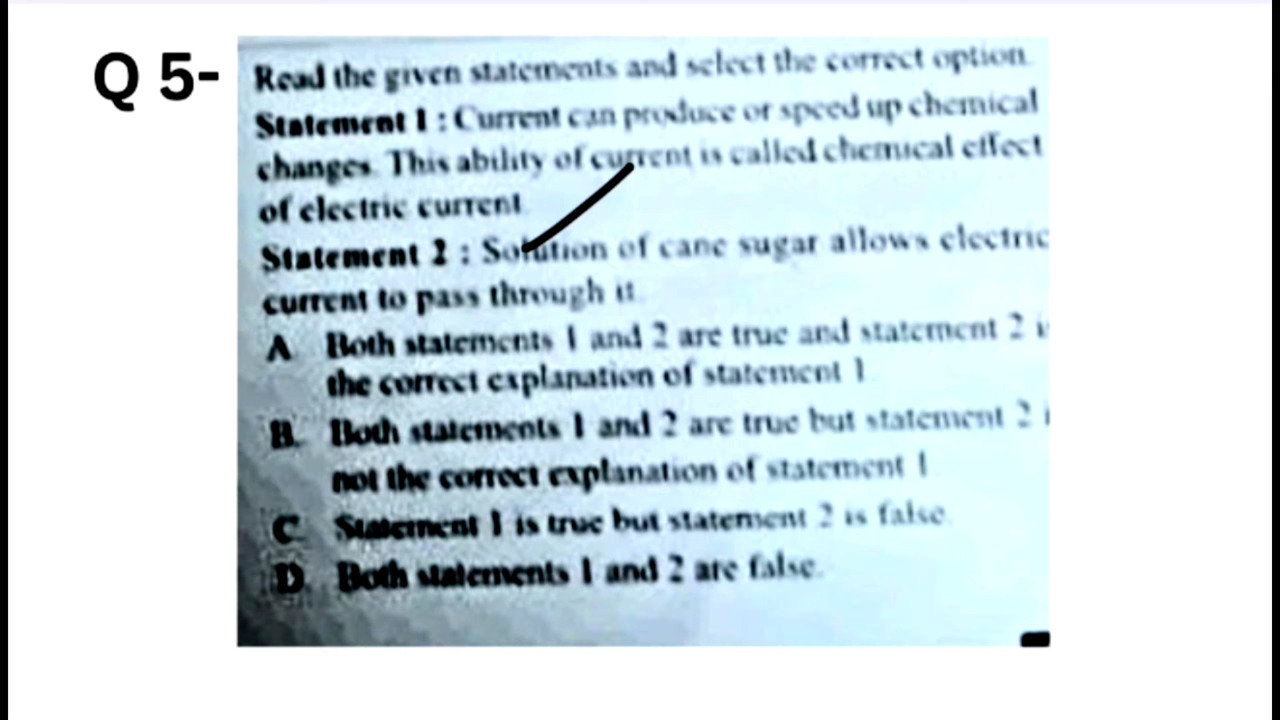 Q 5-
Read the given statements and select the correct option.
Statement 1 : Current can produce or speed up chemical
changes. This ability of current is called chemical effect
of electric current.
Statement 2 : Solution of cane sugar allows electric
current to pass through it.
A. Both statements 1 and 2 are true and statement 2 i
the correct explanation of statement 1.
B. Both statements 1 and 2 are true but statement 2 i
not the correct explanation of statement 1
C. Statement 1 is true but statement 2 is false.
D. Both statements 1 and 2 are false.